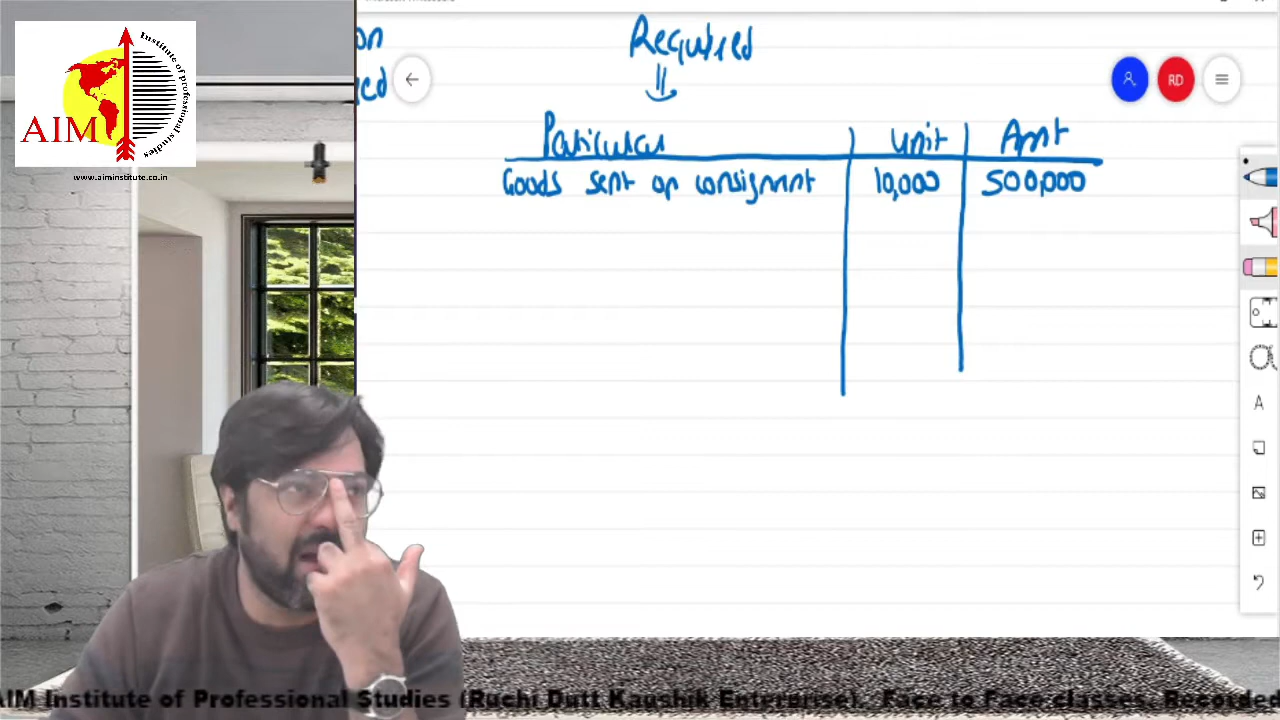 Institute of professional studies
AIM
www.aiminstitute.co.in
on
ed
Required
RD
Particular Unit Amt
Goods sent on consignment 10,000 500,000
A
AIM Institute of Professional Studies (Ruchi Dutt Kaushik Enterprise). Face to Face classes, Recorded